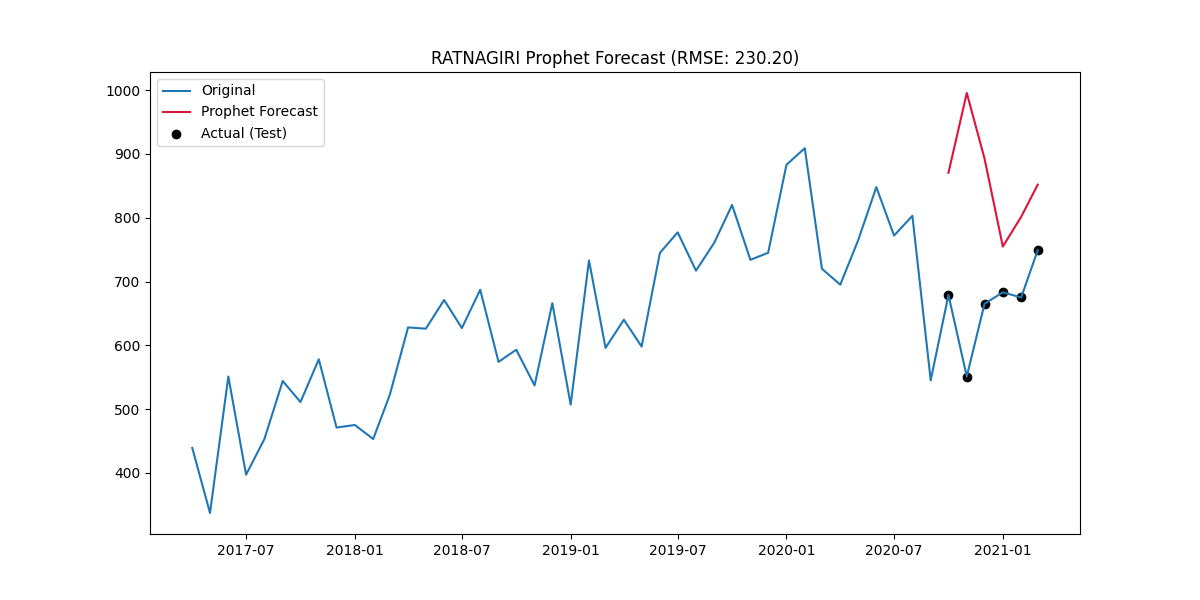 RATNAGIRI Prophet Forecast (RMSE: 230.20)
Original
Prophet Forecast
Actual (Test)
1000
900
800
700
600
500
400
2017-07 2018-01 2018-07 2019-01 2019-07 2020-01 2020-07 2021-01